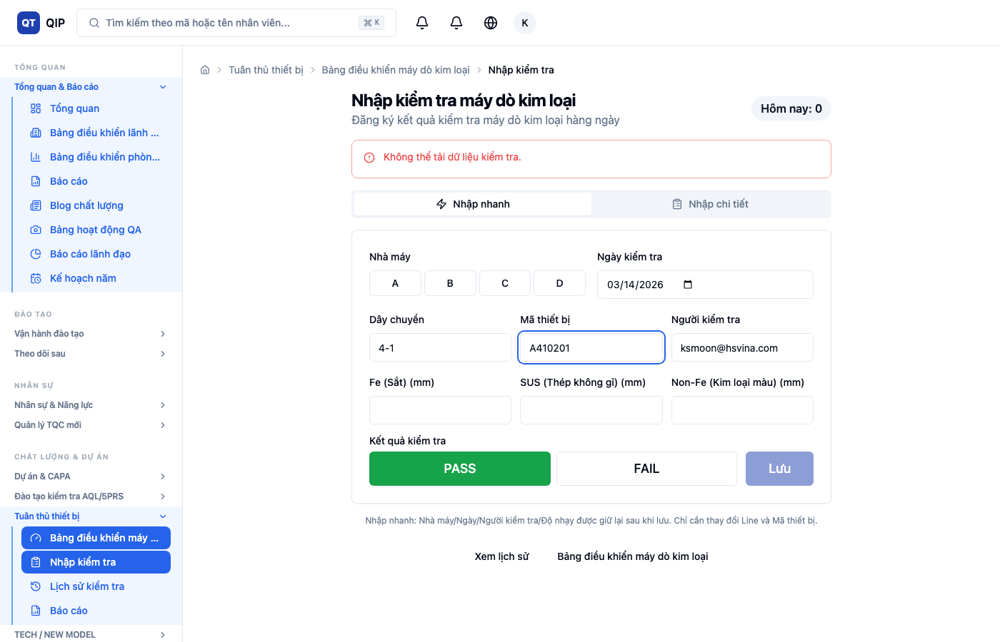 QT QIP
Tìm kiếm theo mã hoặc tên nhân viên... ⌘ K
K
TỔNG QUAN
Tổng quan & Báo cáo
Tổng quan
Bảng điều khiển lãnh ...
Bảng điều khiển phòn...
Báo cáo
Blog chất lượng
Bảng hoạt động QA
Báo cáo lãnh đạo
Kế hoạch năm
ĐÀO TẠO
Vận hành đào tạo
Theo dõi sau
NHÂN SỰ
Nhân sự & Năng lực
Quản lý TQC mới
CHẤT LƯỢNG & DỰ ÁN
Dự án & CAPA
Đào tạo kiểm tra AQL/5PRS
Tuân thủ thiết bị
Bảng điều khiển máy ...
Nhập kiểm tra
Lịch sử kiểm tra
Báo cáo
TECH / NEW MODEL
Tuân thủ thiết bị
Bảng điều khiển máy dò kim loại
Nhập kiểm tra
Nhập kiểm tra máy dò kim loại
Đăng ký kết quả kiểm tra máy dò kim loại hàng ngày
Hôm nay: 0
Không thể tải dữ liệu kiểm tra.
Nhập nhanh
Nhập chi tiết
Nhà máy
A B C D
Ngày kiểm tra
03/14/2026
Dây chuyền
4-1
Mã thiết bị
A410201
Người kiểm tra
ksmoon@hsvina.com
Fe (Sắt) (mm)
SUS (Thép không gỉ) (mm)
Non-Fe (Kim loại màu) (mm)
Kết quả kiểm tra
PASS
FAIL
Lưu
Nhập nhanh: Nhà máy/Ngày/Người kiểm tra/Độ nhạy được giữ lại sau khi lưu. Chỉ cần thay đổi Line và Mã thiết bị.
Xem lịch sử
Bảng điều khiển máy dò kim loại